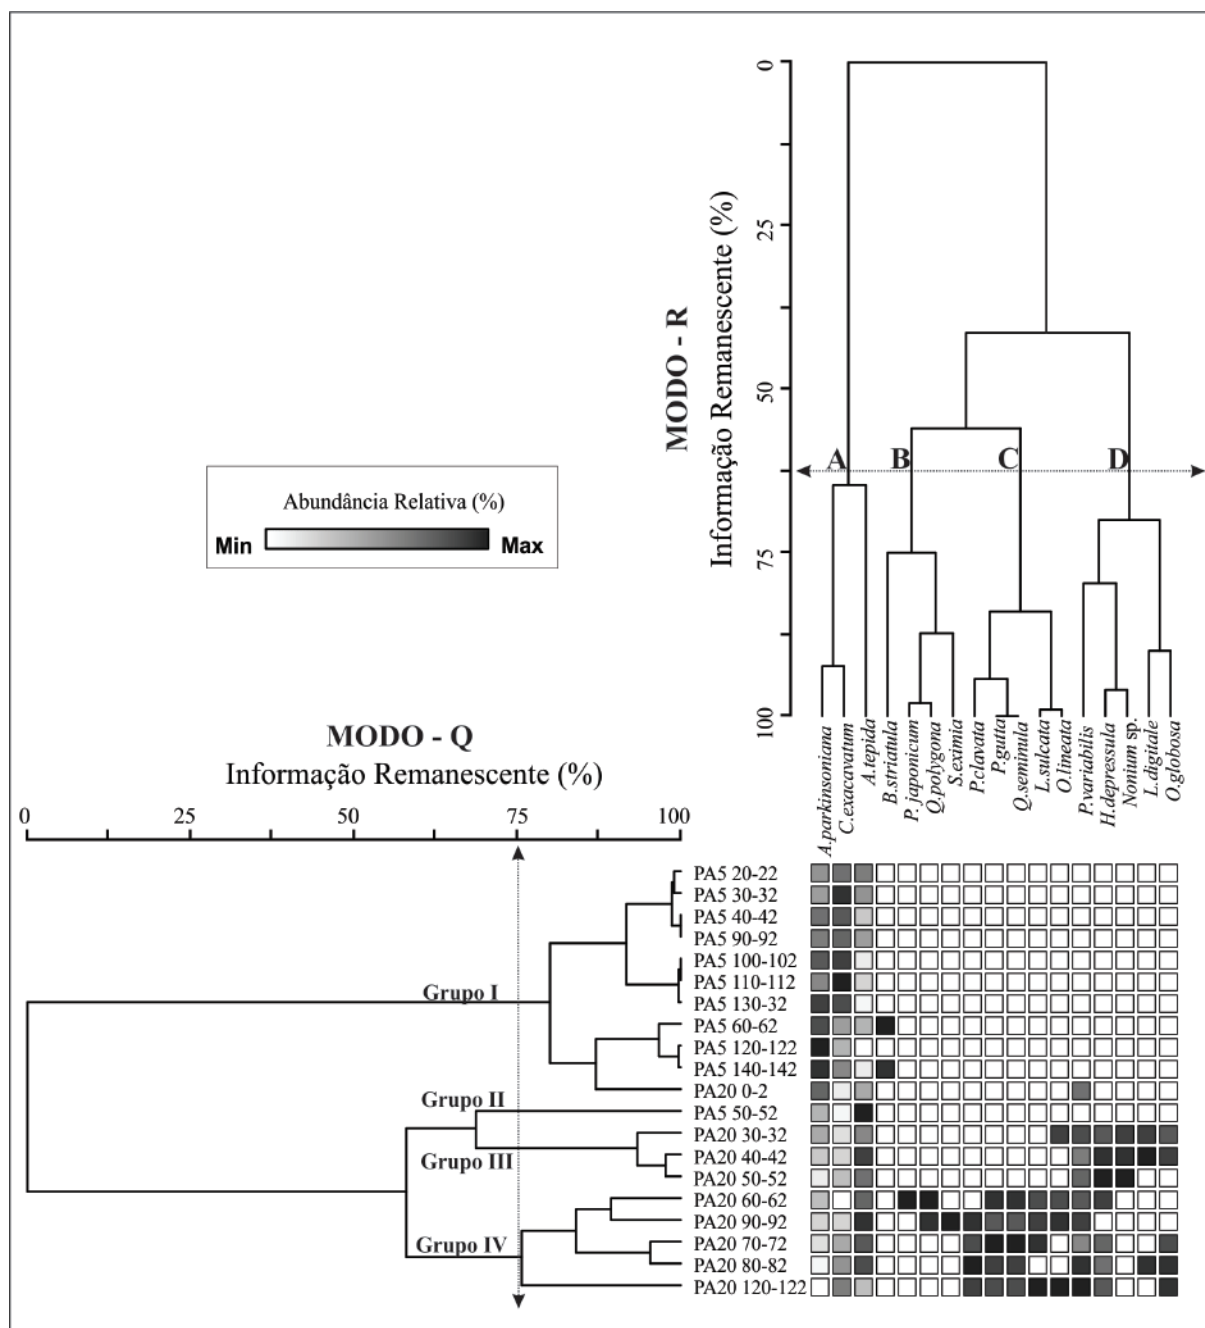 0
25
50
75
100
MODO - R
Informação Remanescente (%)
A
B
C
D
Abundância Relativa (%)
Min
Max
A.parkinsoniana
C.exacavatum
A.tepida
B.striatula
P. japonicum
Q.polygona
S.eximia
P.clavata
P.gutta
Q.seminula
L.sulcata
O.lineata
P.variabilis
H.depressula
Nonium sp.
L.digitale
O.globosa
MODO - Q
Informação Remanescente (%)
0
25
50
75
100
Grupo I
Grupo II
Grupo III
Grupo IV
PA5 20-22
PA5 30-32
PA5 40-42
PA5 90-92
PA5 100-102
PA5 110-112
PA5 130-32
PA5 60-62
PA5 120-122
PA5 140-142
PA20 0-2
PA5 50-52
PA20 30-32
PA20 40-42
PA20 50-52
PA20 60-62
PA20 90-92
PA20 70-72
PA20 80-82
PA20 120-122